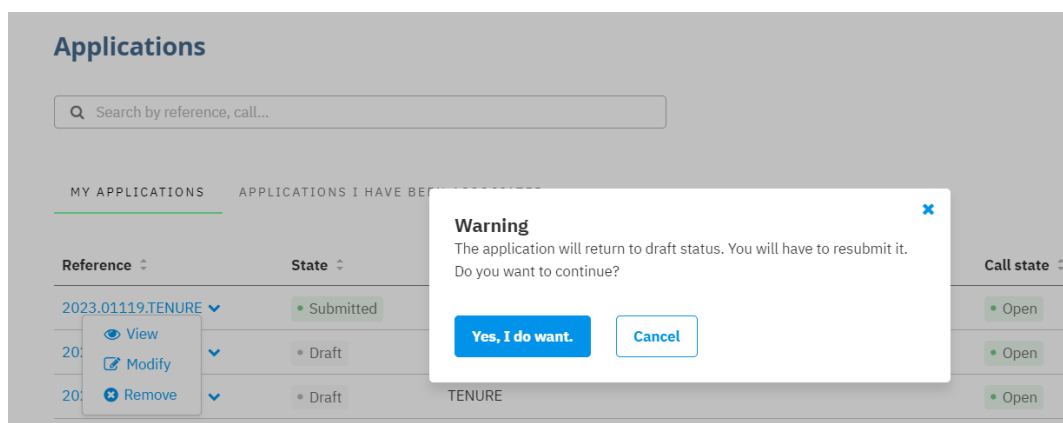 Applications
Search by reference, call...
MY APPLICATIONS APPLICATIONS I HAVE BEEN
Warning
The application will return to draft status. You will have to resubmit it.
Do you want to continue?
Yes, I do want. Cancel
Reference State Call state
2023.01119.TENURE Submitted Open
View
Draft Open
Modify
Remove Draft TENURE Open